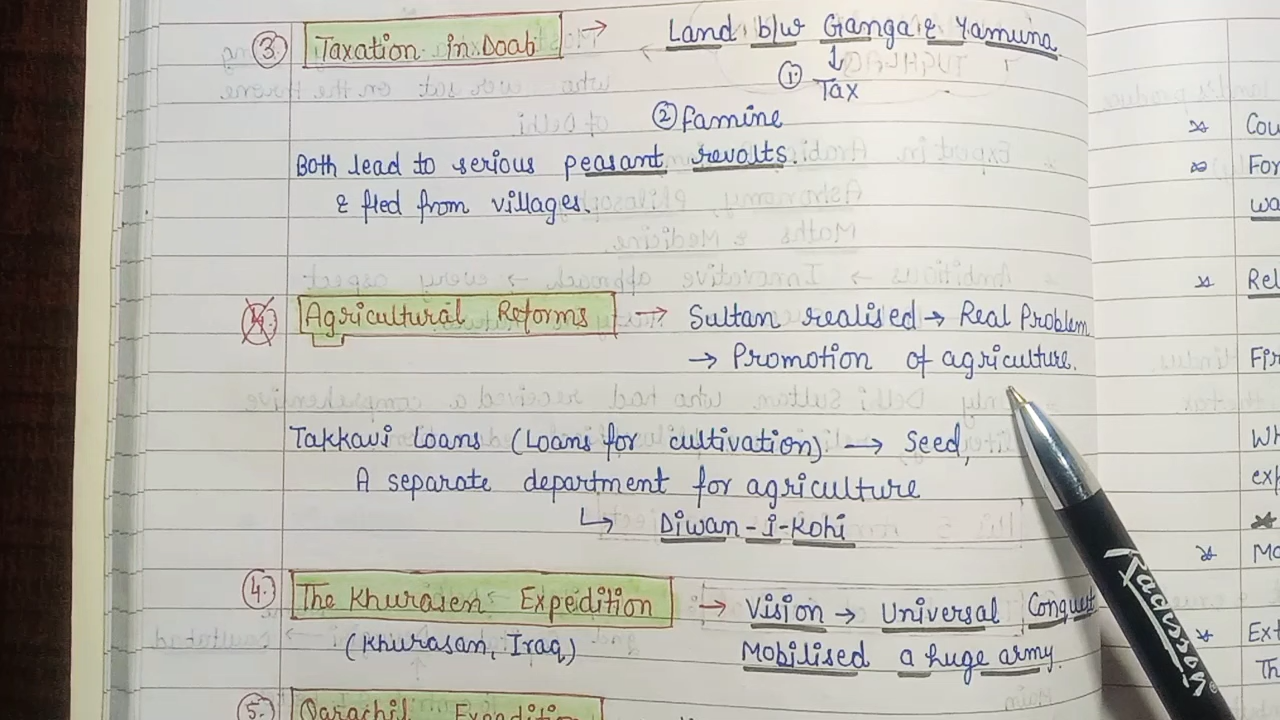 ③ Taxation in Doab → Land b/w Ganga & Yamuna
↓
① Tax
② famine
Both lead to serious peasant revolts.
& fled from villages.
4. Agricultural Reforms → Sultan realised → Real Problem
→ Promotion of agriculture.
Takkavi Loans (Loans for cultivation) → Seed,
A separate department for agriculture
↳ Diwan-i-Kohi
4. The Khurasen Expedition → Vision → Universal Conquest
(Khurasan, Iraq) Mobilised a huge army.
5. Qarachil Expedition
Cou
For
wa
Rel
Fir
Wh
exp
Mo
Ext
Th